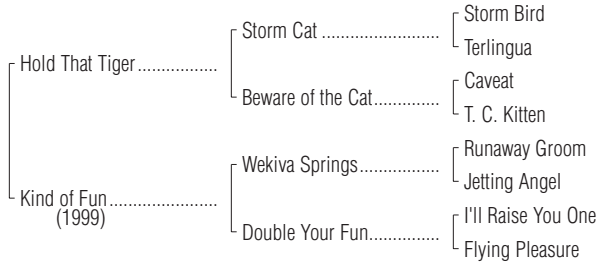 Storm Bird
Storm Cat ........................
Terlingua
Hold That Tiger.................
Caveat
Beware of the Cat..............
T. C. Kitten
Runaway Groom
Wekiva Springs.................
Jetting Angel
Kind of Fun.......................
(1999)
I'll Raise You One
Double Your Fun...............
Flying Pleasure